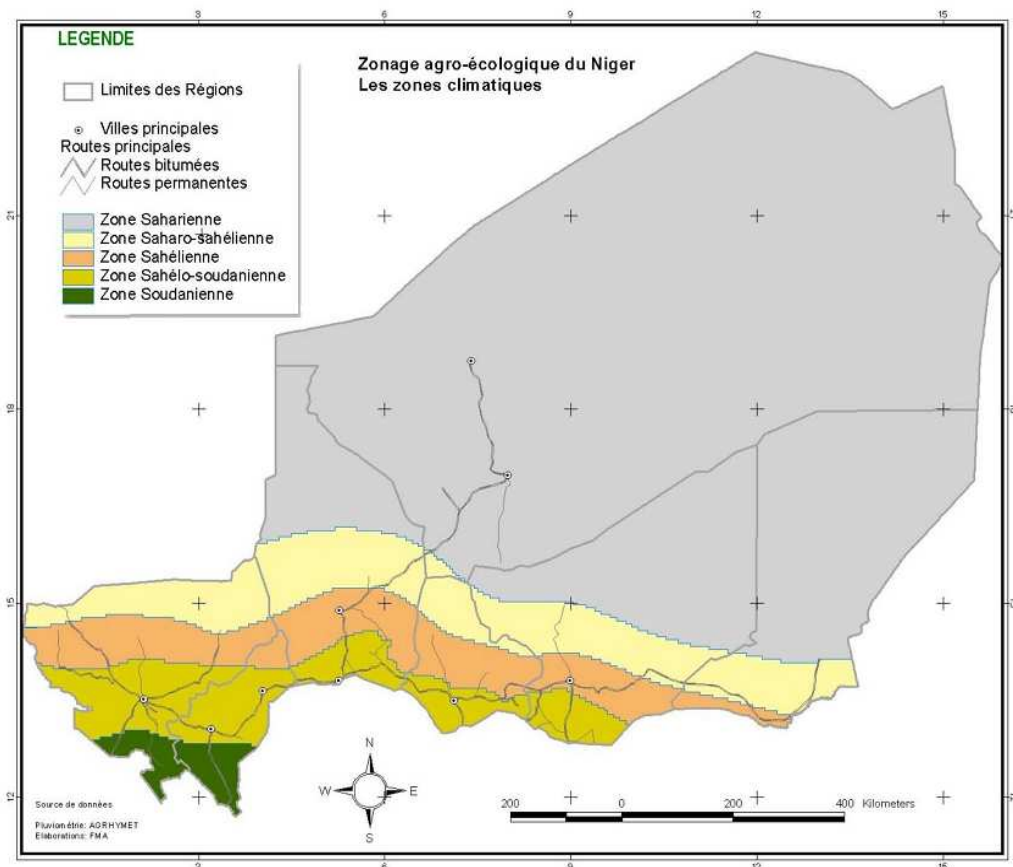 3 6 9 12 15
LEGENDE
Zonage agro-écologique du Niger
Les zones climatiques
Limites des Régions
Villes principales
Routes principales
Routes bitumées
Routes permanentes
Zone Saharienne
Zone Saharo-sahélienne
Zone Sahélienne
Zone Sahélo-soudanienne
Zone Soudanienne
21
18
15
12
N
W E
S
200 0 200 400 Kilometers
Source de données
Pluviométrie: AGRHYMET
Elaborations: FMA